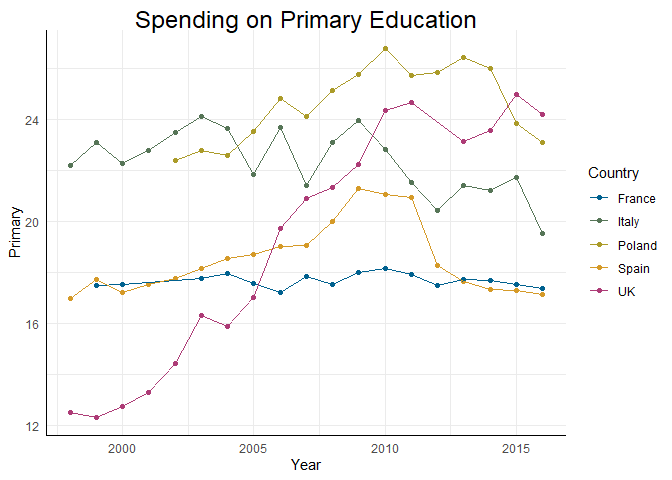 Spending on Primary Education
24
20
16
12
Primary
2000 2005 2010 2015
Year
Country
France
Italy
Poland
Spain
UK